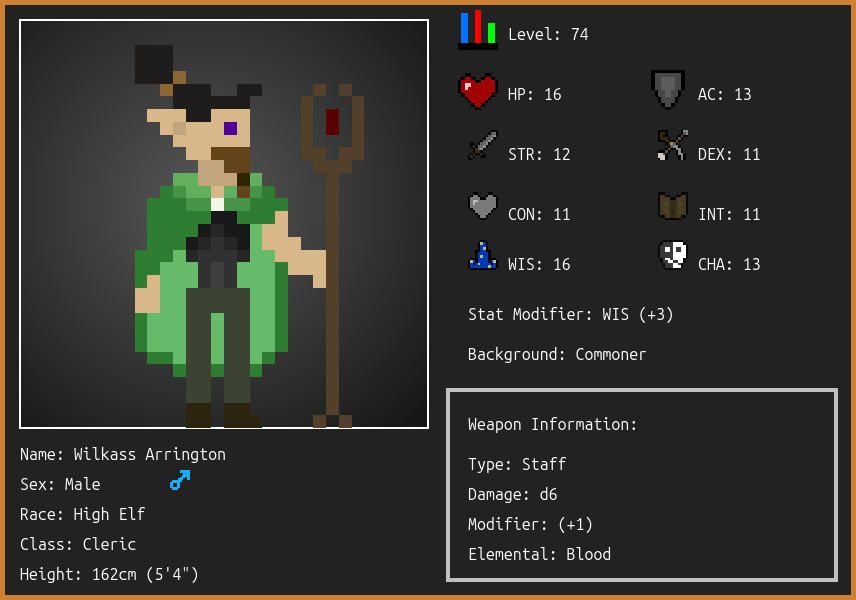 Level: 74
HP: 16
AC: 13
STR: 12
DEX: 11
CON: 11
INT: 11
WIS: 16
CHA: 13
Stat Modifier: WIS (+3)
Background: Commoner
Weapon Information:
Type: Staff
Damage: d6
Modifier: (+1)
Elemental: Blood
Name: Wilkass Arrington
Sex: Male
Race: High Elf
Class: Cleric
Height: 162cm (5'4")